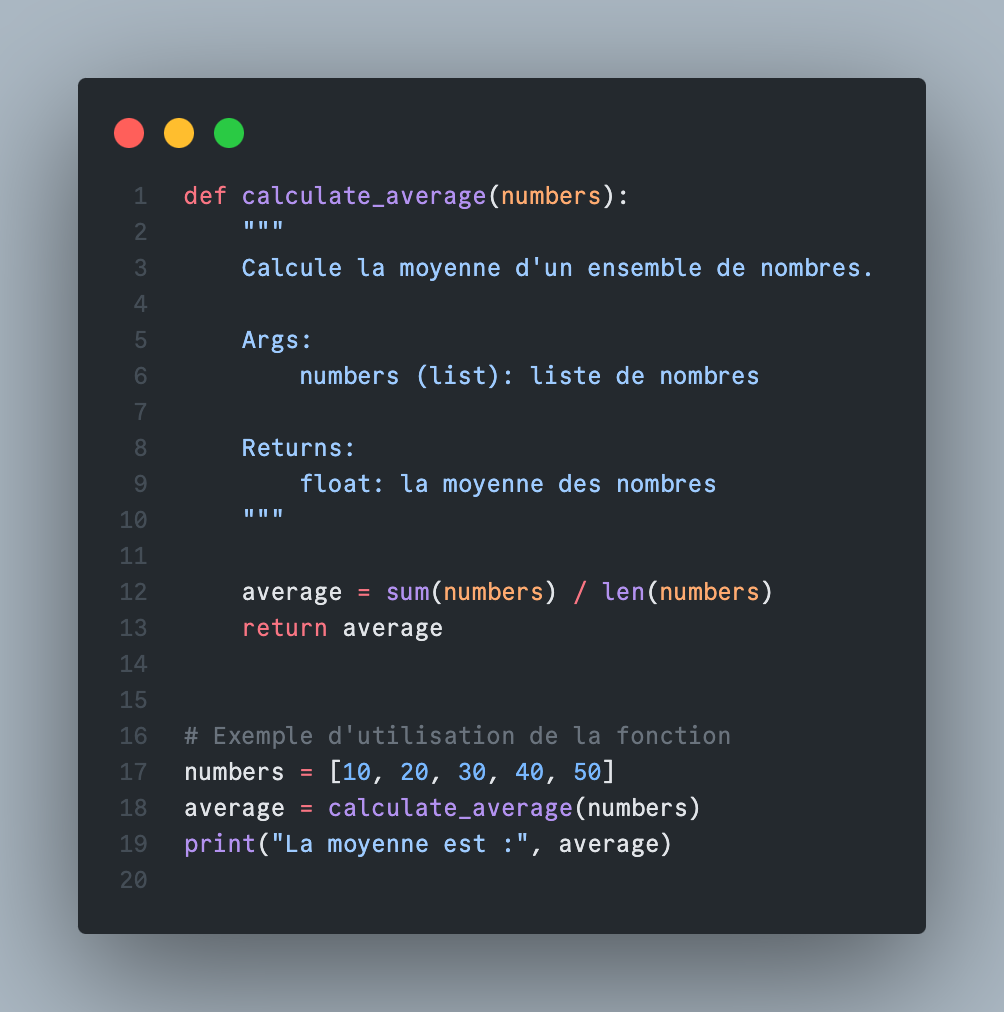 1 def calculate_average(numbers):
2     """
3     Calcule la moyenne d'un ensemble de nombres.
4
5     Args:
6         numbers (list): liste de nombres
7
8     Returns:
9         float: la moyenne des nombres
10     """
11
12     average = sum(numbers) / len(numbers)
13     return average
14
15
16 # Exemple d'utilisation de la fonction
17 numbers = [10, 20, 30, 40, 50]
18 average = calculate_average(numbers)
19 print("La moyenne est :", average)
20